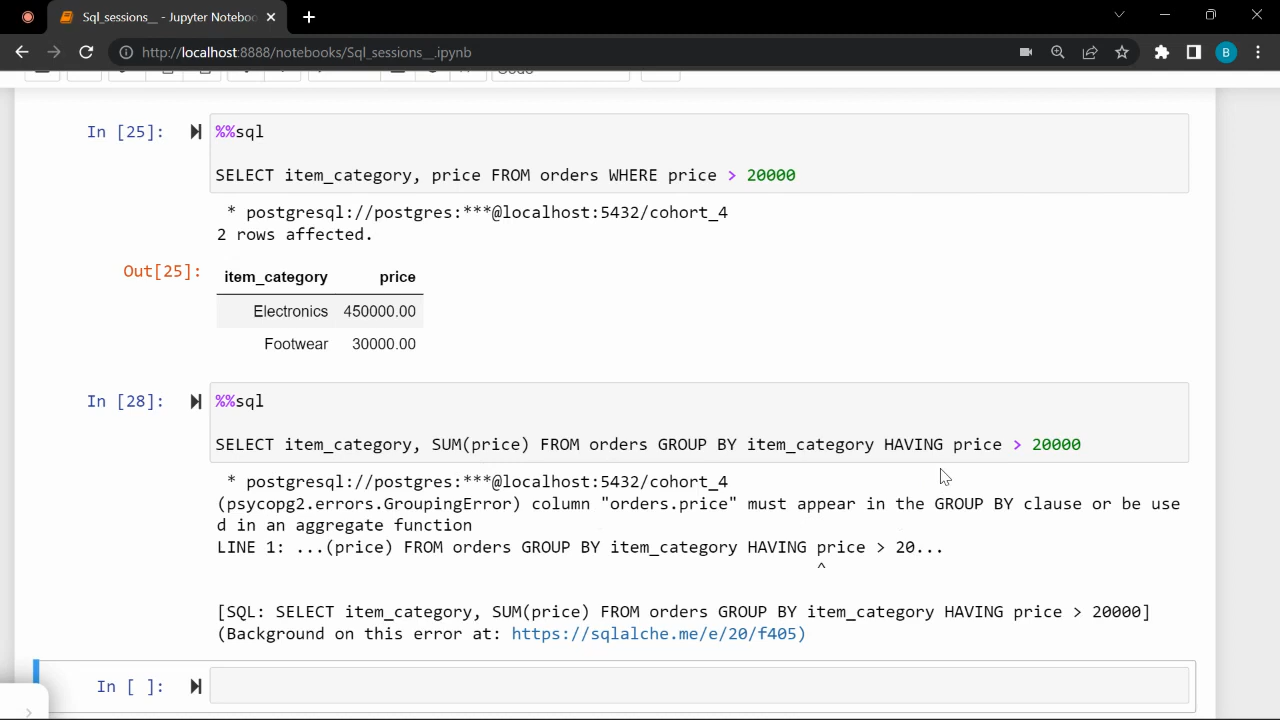 Sql_sessions__ - Jupyter Notebook
http://localhost:8888/notebooks/Sql_sessions__.ipynb
B
In [25]:
%%sql
SELECT item_category, price FROM orders WHERE price > 20000
* postgresql://postgres:***@localhost:5432/cohort_4
2 rows affected.
Out[25]:
item_category price
Electronics 450000.00
Footwear 30000.00
In [28]:
%%sql
SELECT item_category, SUM(price) FROM orders GROUP BY item_category HAVING price > 20000
* postgresql://postgres:***@localhost:5432/cohort_4
(psycopg2.errors.GroupingError) column "orders.price" must appear in the GROUP BY clause or be use
d in an aggregate function
LINE 1: ...(price) FROM orders GROUP BY item_category HAVING price > 20...
^
[SQL: SELECT item_category, SUM(price) FROM orders GROUP BY item_category HAVING price > 20000]
(Background on this error at: https://sqlalche.me/e/20/f405)
In [ ]: